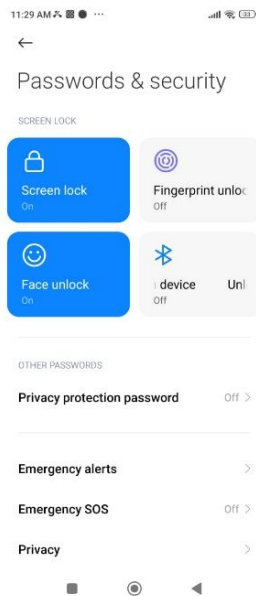 11:29 AM ··· 33
Passwords & security
SCREEN LOCK
Screen lock
On
Fingerprint unloc
Off
Face unlock
On
device Unl
Off
OTHER PASSWORDS
Privacy protection password Off
Emergency alerts
Emergency SOS Off
Privacy